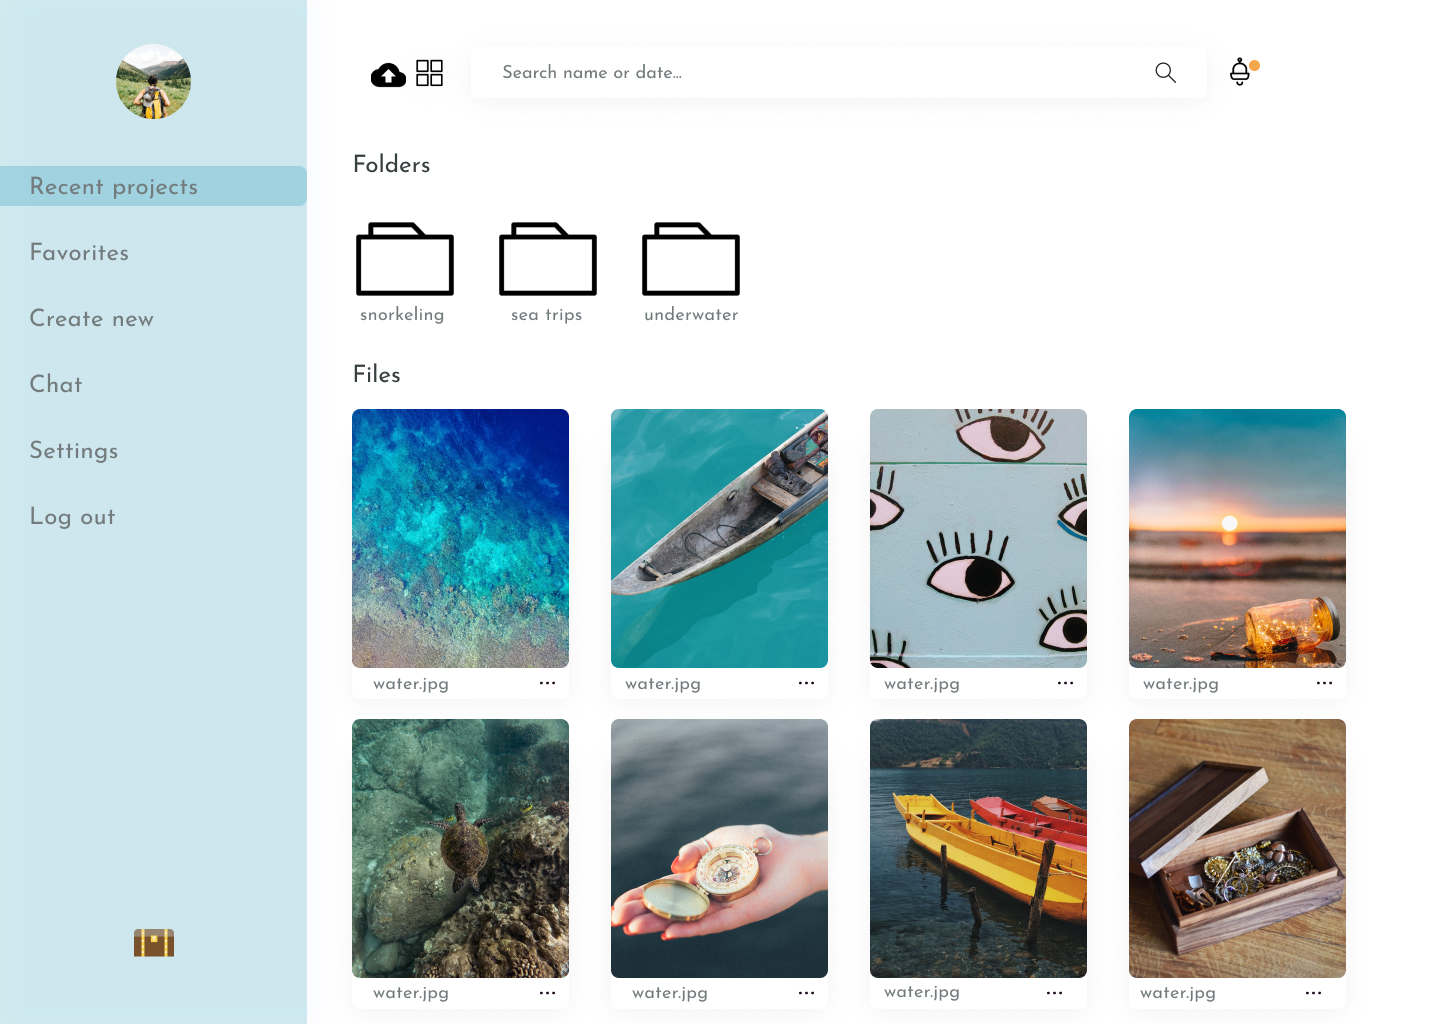 Recent projects
Favorites
Create new
Chat
Settings
Log out
Search name or date...
Folders
snorkeling
sea trips
underwater
Files
water.jpg
water.jpg
water.jpg
water.jpg
water.jpg
water.jpg
water.jpg
water.jpg